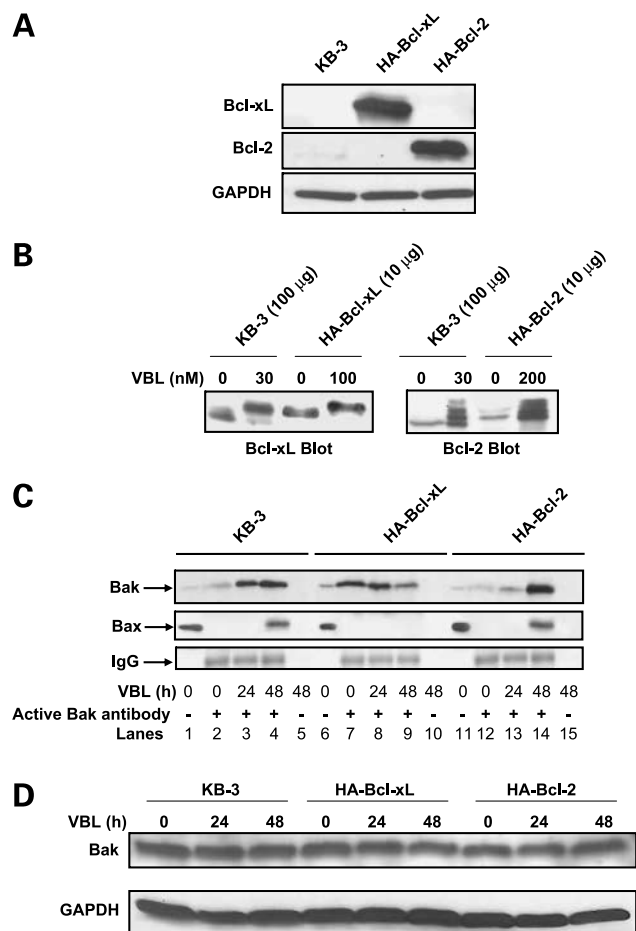 A
KB-3
HA-Bcl-xL
HA-Bcl-2
Bcl-xL
Bcl-2
GAPDH
B
KB-3 (100 µg)
HA-Bcl-xL (10 µg)
KB-3 (100 µg)
HA-Bcl-2 (10 µg)
VBL (nM) 0 30 0 100 0 30 0 200
Bcl-xL Blot Bcl-2 Blot
C
KB-3
HA-Bcl-xL
HA-Bcl-2
Bak
Bax
IgG
VBL (h) 0 0 24 48 48 0 0 24 48 48 0 0 24 48 48
Active Bak antibody - + + + - - + + + - - + + + -
Lanes 1 2 3 4 5 6 7 8 9 10 11 12 13 14 15
D
KB-3 HA-Bcl-xL HA-Bcl-2
VBL (h) 0 24 48 0 24 48 0 24 48
Bak
GAPDH